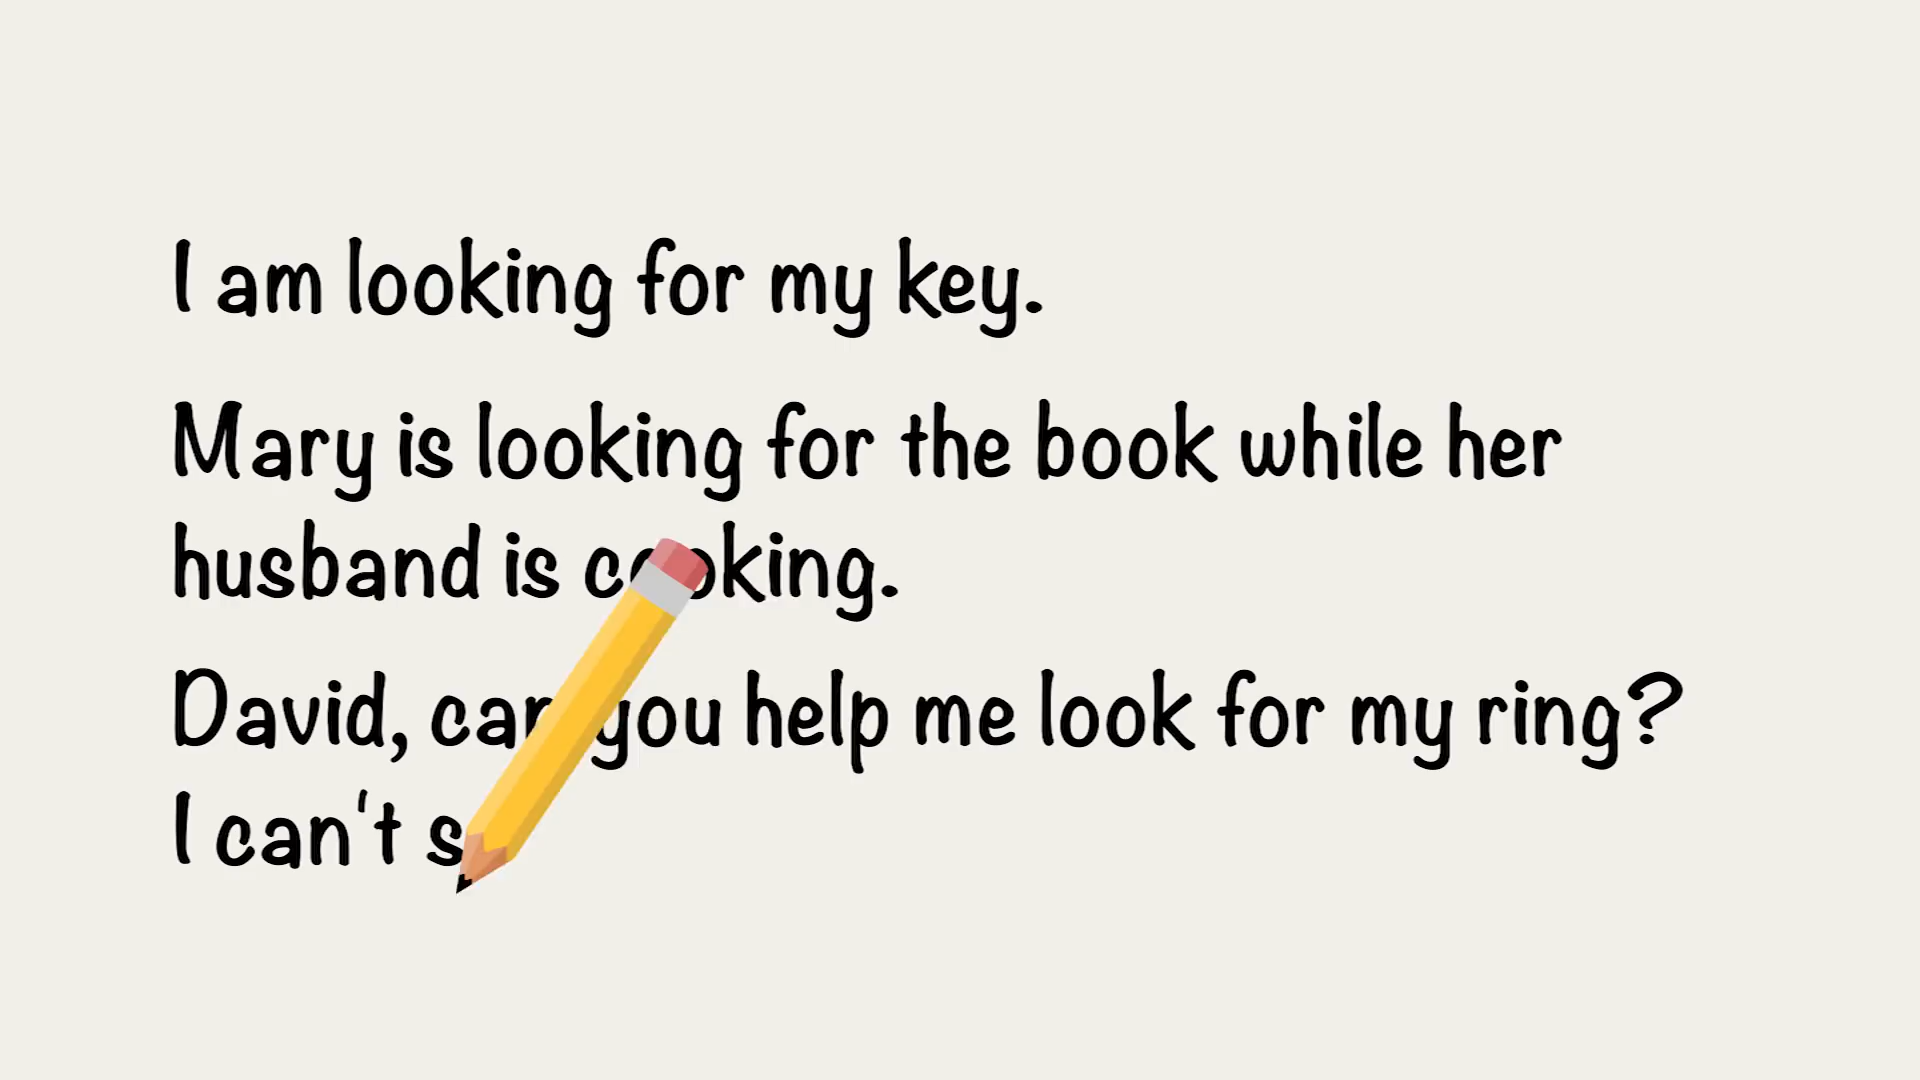 I am looking for my key.
Mary is looking for the book while her
husband is cooking.
David, can you help me look for my ring?
I can't s